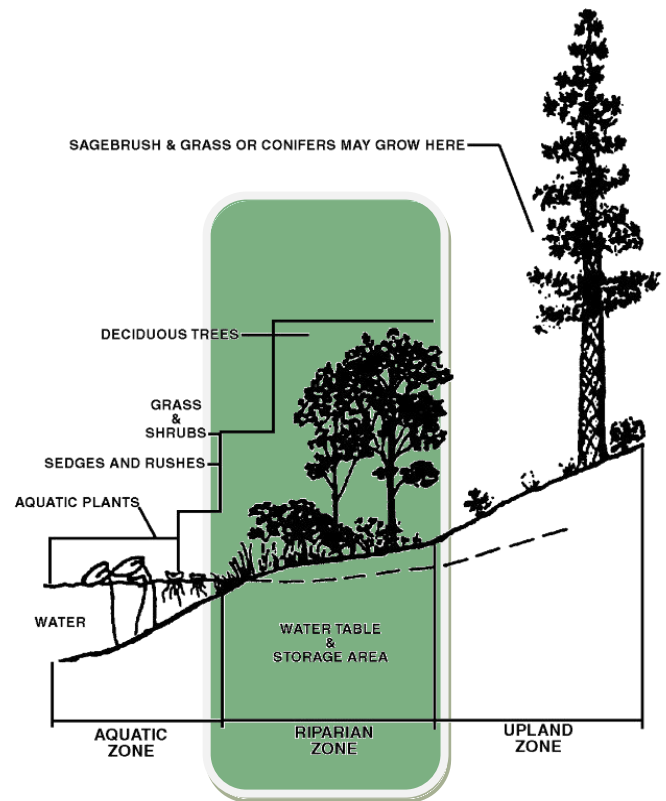 SAGEBRUSH & GRASS OR CONIFERS MAY GROW HERE
DECIDUOUS TREES
GRASS
&
SHRUBS
SEDGES AND RUSHES
AQUATIC PLANTS
WATER
WATER TABLE
&
STORAGE AREA
AQUATIC
ZONE
RIPARIAN
ZONE
UPLAND
ZONE